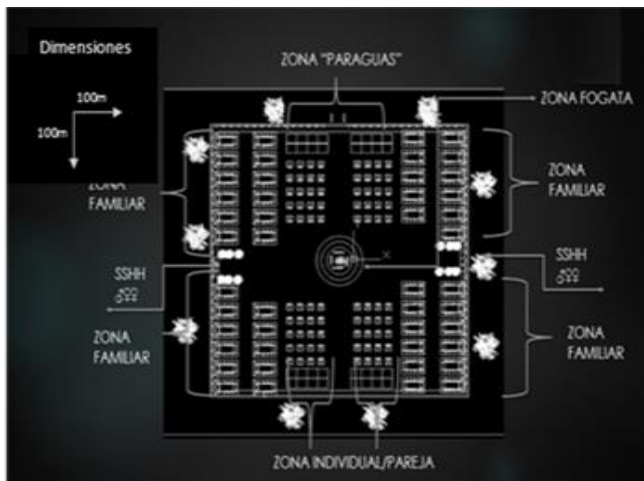 Dimensiones
ZONA "PARAGUAS"
100m
ZONA FOGATA
100m
ZONA
FAMILIAR
ZONA
FAMILIAR
SSHH
SSHH
ZONA
FAMILIAR
ZONA
FAMILIAR
ZONA INDIVIDUAL/PAREJA